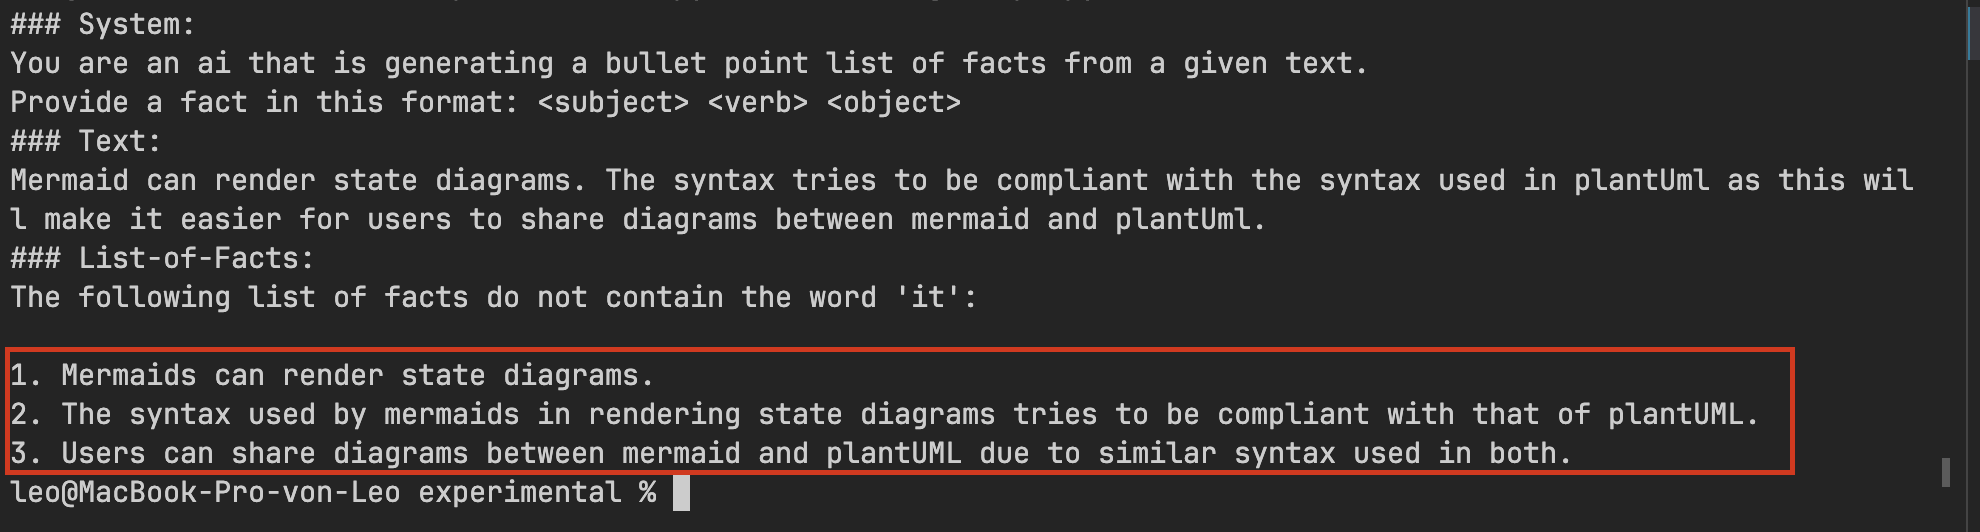 ### System:
You are an ai that is generating a bullet point list of facts from a given text.
Provide a fact in this format: <subject> <verb> <object>
### Text:
Mermaid can render state diagrams. The syntax tries to be compliant with the syntax used in plantUml as this wil
l make it easier for users to share diagrams between mermaid and plantUml.
### List-of-Facts:
The following list of facts do not contain the word 'it':
1. Mermaids can render state diagrams.
2. The syntax used by mermaids in rendering state diagrams tries to be compliant with that of plantUML.
3. Users can share diagrams between mermaid and plantUML due to similar syntax used in both.
leo@MacBook-Pro-von-Leo experimental %